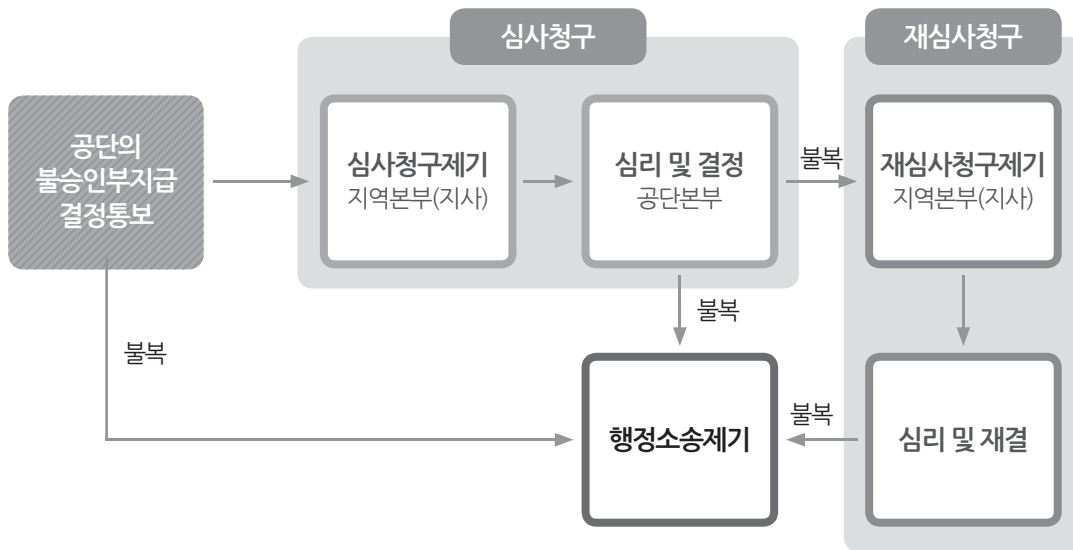 심사청구
재심사청구
공단의
불승인부지급
결정통보
심사청구제기
지역본부(지사)
심리 및 결정
공단본부
불복
재심사청구제기
지역본부(지사)
불복
불복
행정소송제기
불복
심리 및 재결